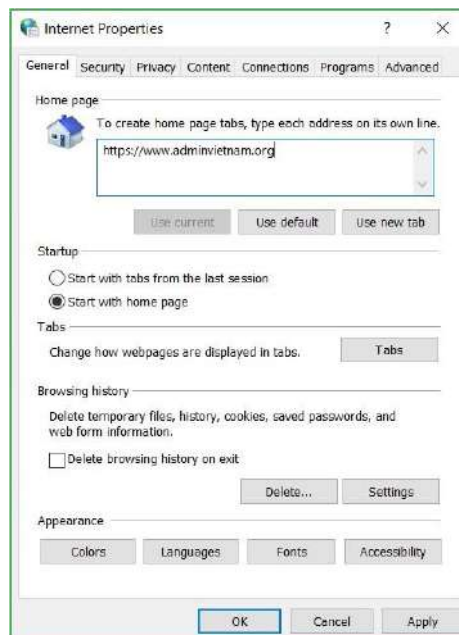 Internet Properties
? X
General Security Privacy Content Connections Programs Advanced
Home page
To create home page tabs, type each address on its own line.
https://www.adminvietnam.org
Use current Use default Use new tab
Startup
Start with tabs from the last session
Start with home page
Tabs
Change how webpages are displayed in tabs. Tabs
Browsing history
Delete temporary files, history, cookies, saved passwords, and
web form information.
Delete browsing history on exit
Delete... Settings
Appearance
Colors Languages Fonts Accessibility
OK Cancel Apply